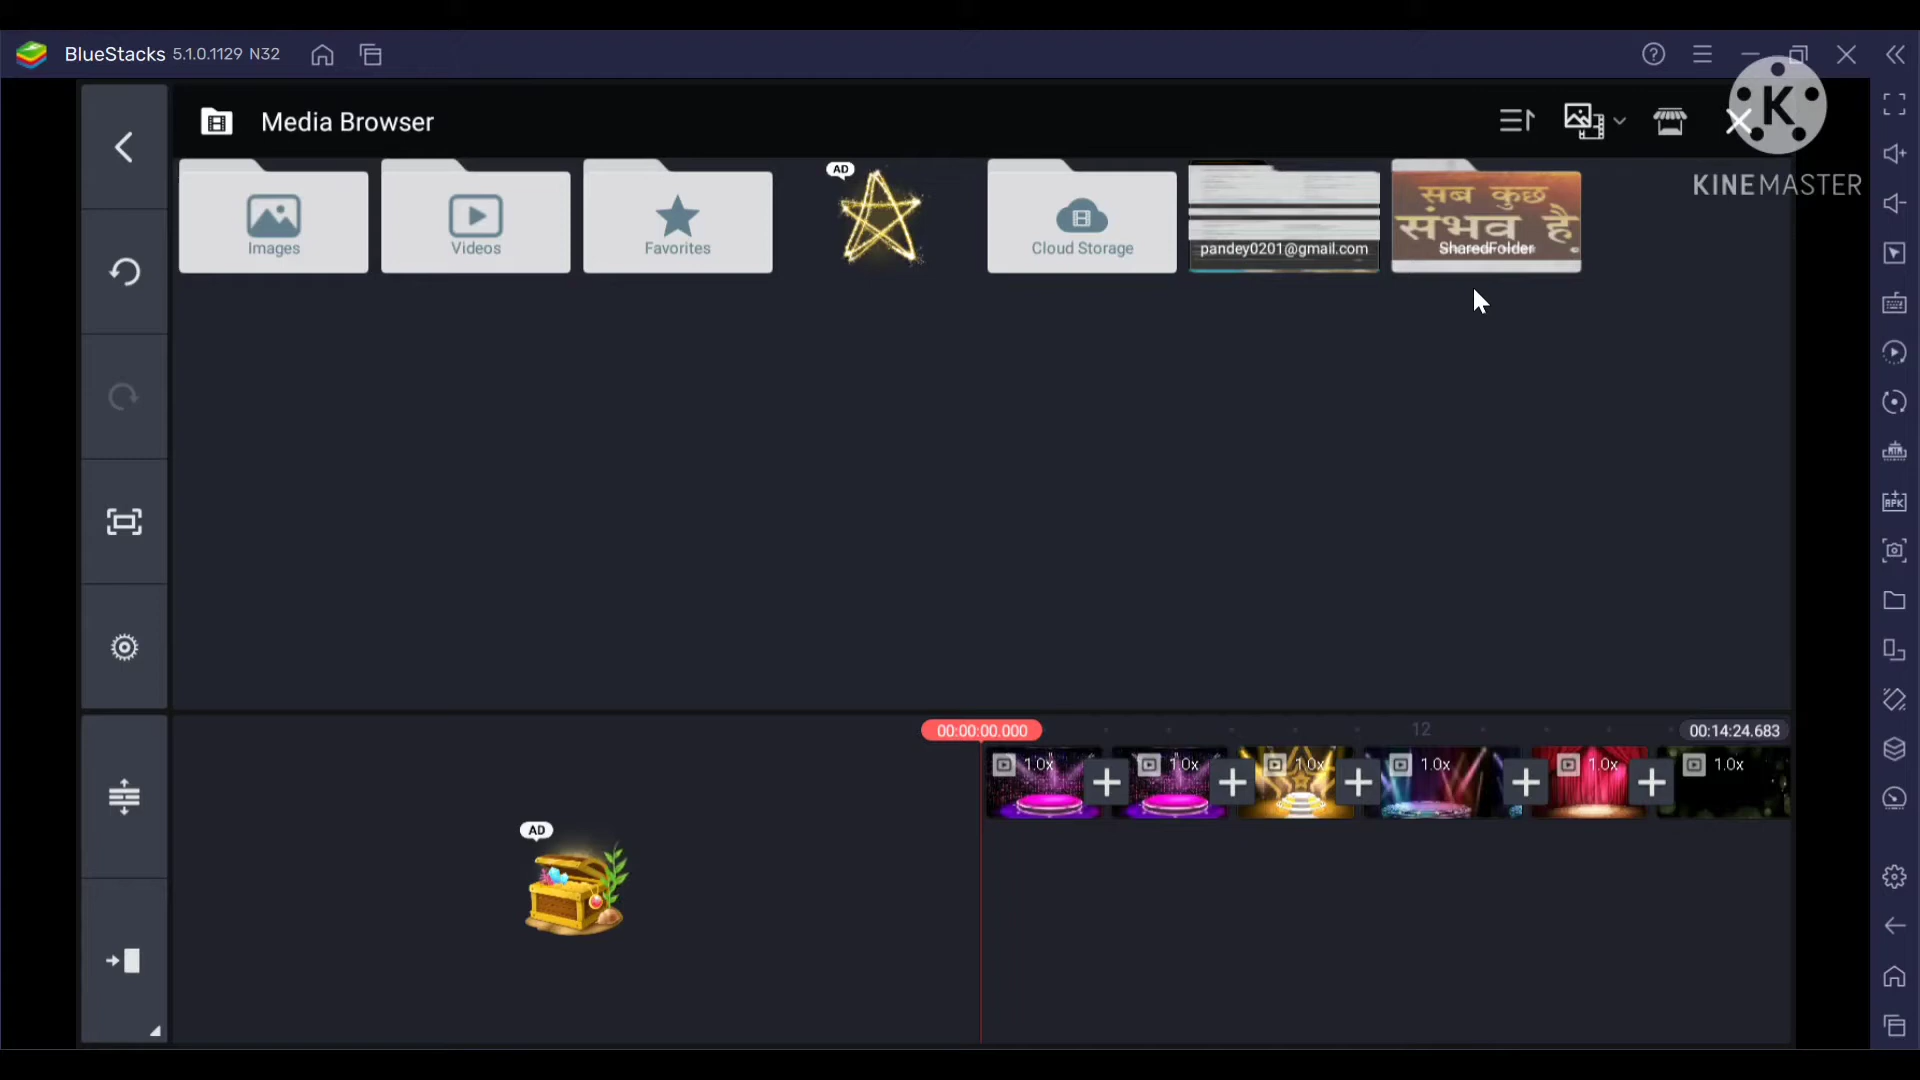 BlueStacks 5.1.0.1129 N32
Media Browser
K
KINEMASTER
Images
Videos
Favorites
AD
Cloud Storage
pandey0201@gmail.com
सब कुछ
संभव है
SharedFolder
00:00:00.000
12
00:14:24.683
1.0x
1.0x
1.0x
1.0x
1.0x
1.0x
AD
APK